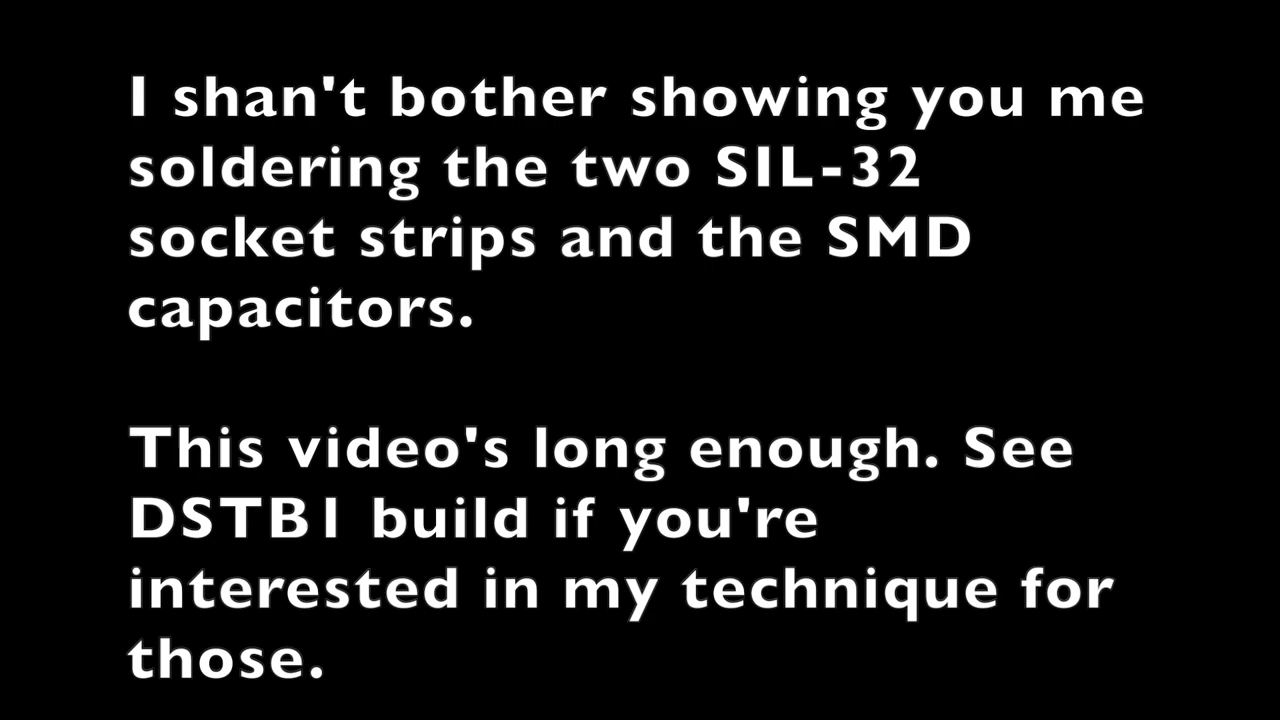 I shan't bother showing you me
soldering the two SIL-32
socket strips and the SMD
capacitors.
This video's long enough. See
DSTB1 build if you're
interested in my technique for
those.